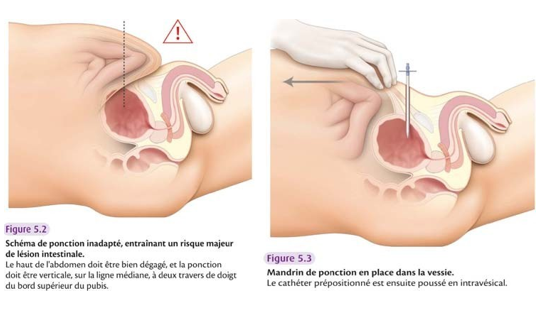 Figure 5.2
Schéma de ponction inadapté, entraînant un risque majeur
de lésion intestinale.
Le haut de l'abdomen doit être bien dégagé, et la ponction
doit être verticale, sur la ligne médiane, à deux travers de doigt
du bord supérieur du pubis.
Figure 5.3
Mandrin de ponction en place dans la vessie.
Le cathéter prépositionné est ensuite poussé en intravésical.